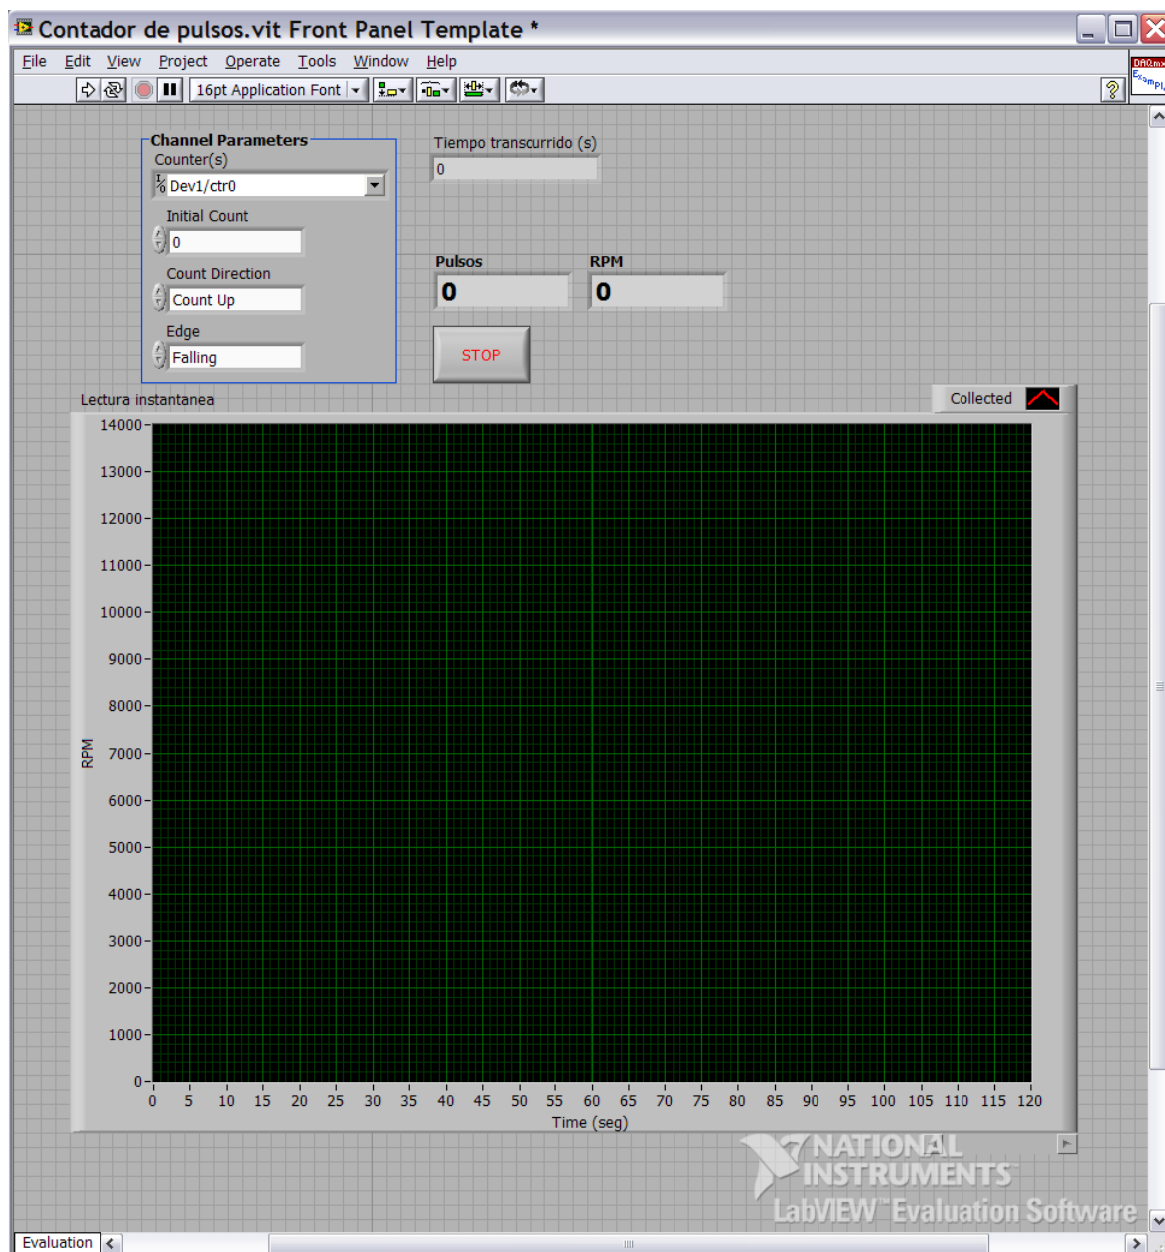 Contador de pulsos.vit Front Panel Template *
File Edit View Project Operate Tools Window Help
16pt Application Font
DAQmx
Exampl
Channel Parameters
Counter(s)
Dev1/ctr0
Initial Count
0
Count Direction
Count Up
Edge
Falling
Tiempo transcurrido (s)
0
Pulsos RPM
0 0
STOP
Lectura instantanea
Collected
14000
13000
12000
11000
10000
9000
8000
7000
6000
5000
4000
3000
2000
1000
0
RPM
0 5 10 15 20 25 30 35 40 45 50 55 60 65 70 75 80 85 90 95 100 105 110 115 120
Time (seg)
NATIONAL
INSTRUMENTS
LabVIEW™ Evaluation Software
Evaluation